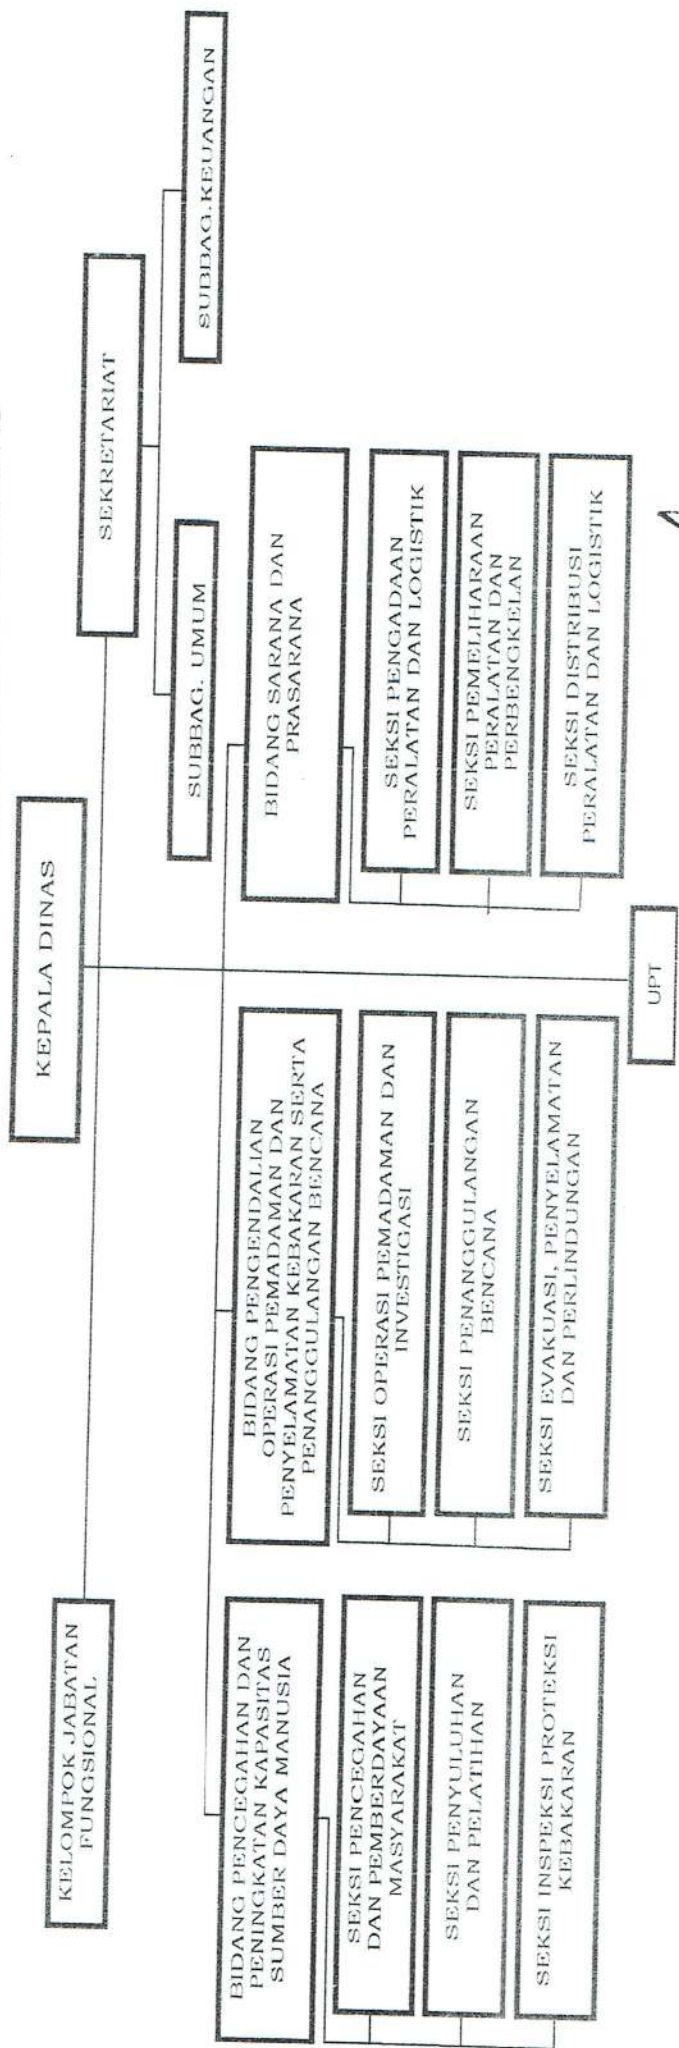 KEPALA DINAS
KELOMPOK JABATAN
FUNGSIONAL
SEKRETARIAT
SUBBAG. UMUM
SUBBAG. KEUANGAN
BIDANG PENCEGAHAN DAN
PENINGKATAN KAPASITAS
SUMBER DAYA MANUSIA
SEKSI PENCEGAHAN
DAN PEMBERDAYAAN
MASYARAKAT
SEKSI PENYULUHAN
DAN PELATIHAN
SEKSI INSPEKSI PROTEKSI
KEBAKARAN
BIDANG PENGENDALIAN
OPERASI PEMADAMAN DAN
PENYELAMATAN KEBAKARAN SERTA
PENANGGULANGAN BENCANA
SEKSI OPERASI PEMADAMAN DAN
INVESTIGASI
SEKSI PENANGGULANGAN
BENCANA
SEKSI EVAKUASI, PENYELAMATAN
DAN PERLINDUNGAN
BIDANG SARANA DAN
PRASARANA
SEKSI PENGADAAN
PERALATAN DAN LOGISTIK
SEKSI PEMELIHARAAN
PERALATAN DAN
PERBENGKELAN
SEKSI DISTRIBUSI
PERALATAN DAN LOGISTIK
UPT